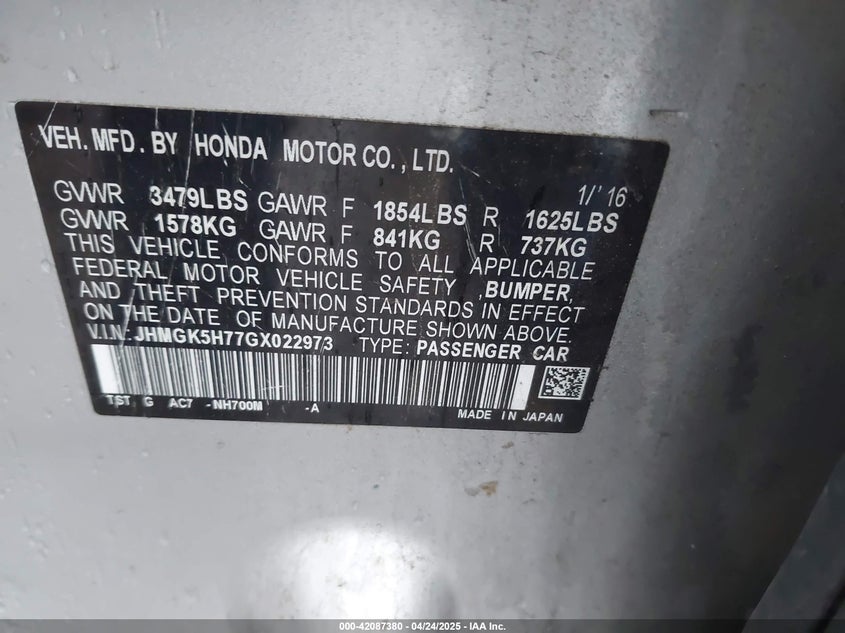 VEH. MFD. BY HONDA MOTOR CO., LTD.
1/'16
GVWR 3479LBS GAWR F 1854LBS R 1625LBS
GVWR 1578KG GAWR F 841KG R 737KG
THIS VEHICLE CONFORMS TO ALL APPLICABLE
FEDERAL MOTOR VEHICLE SAFETY ,BUMPER,
AND THEFT PREVENTION STANDARDS IN EFFECT
ON THE DATE OF MANUFACTURE SHOWN ABOVE.
V.I.N.: JHMGK5H77GX022973 TYPE: PASSENGER CAR
TST G AC7 -NH700M -A MADE IN JAPAN
000-42087380 - 04/24/2025 - IAA Inc.